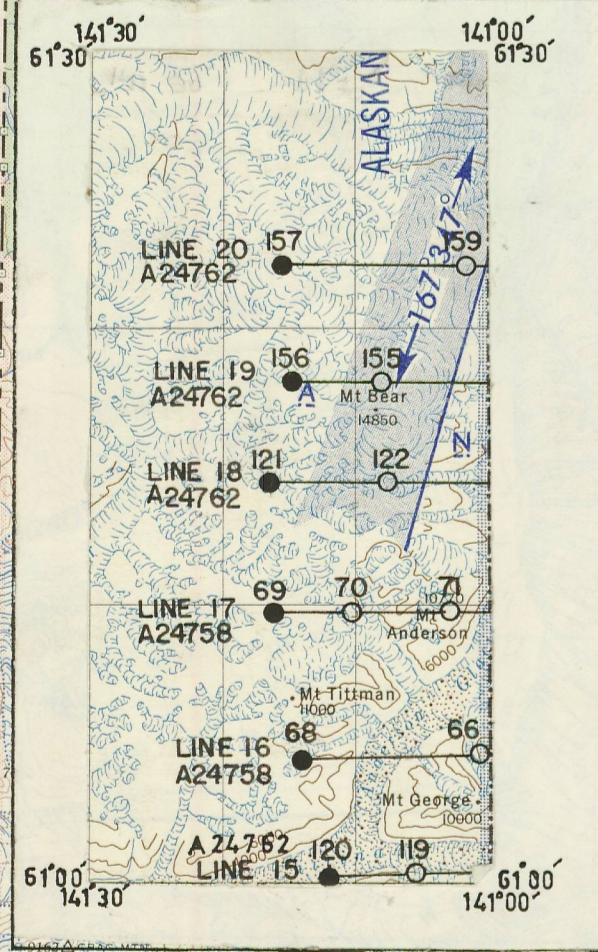 141°30′ 141°00′
61°30′ 61°30′
ALASKAN
167° 347°
157 159
LINE 20
A24762
156 155
LINE 19
A24762
A
Mt Bear
14850
N
121 122
LINE 18
A24762
69 70 71
LINE 17
A24758
Mt
Anderson
6000
Mt Tittman
11000
68 66
LINE 16
A24758
Mt George
10000
A24762
LINE 15 120 119
61°00′ 61°00′
141°30′ 141°00′